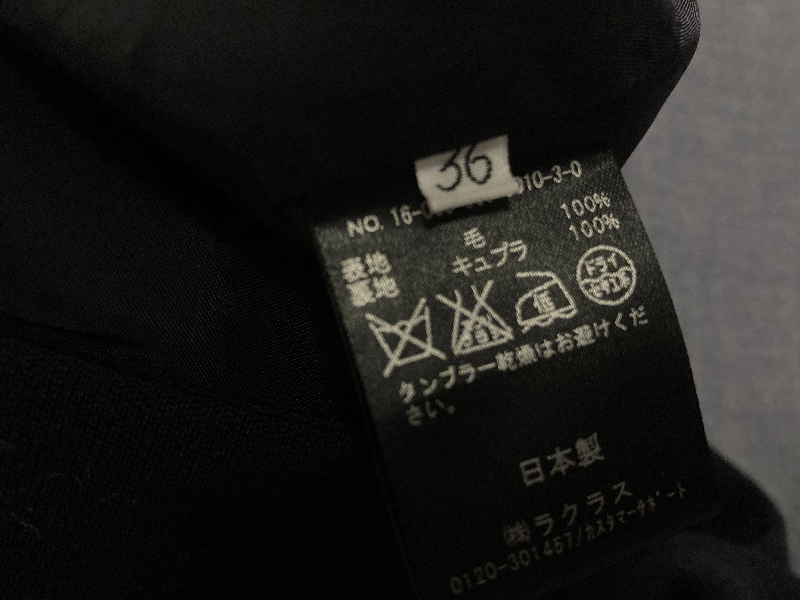 36
NO. 16- 010-3-0
表地 毛 100%
裏地 キュプラ 100%
低 ドライ セキユ系
タンブラー乾燥はお避けくだ
さい。
日本製
㈱ラクラス
0120-301457/カスタマーサポート